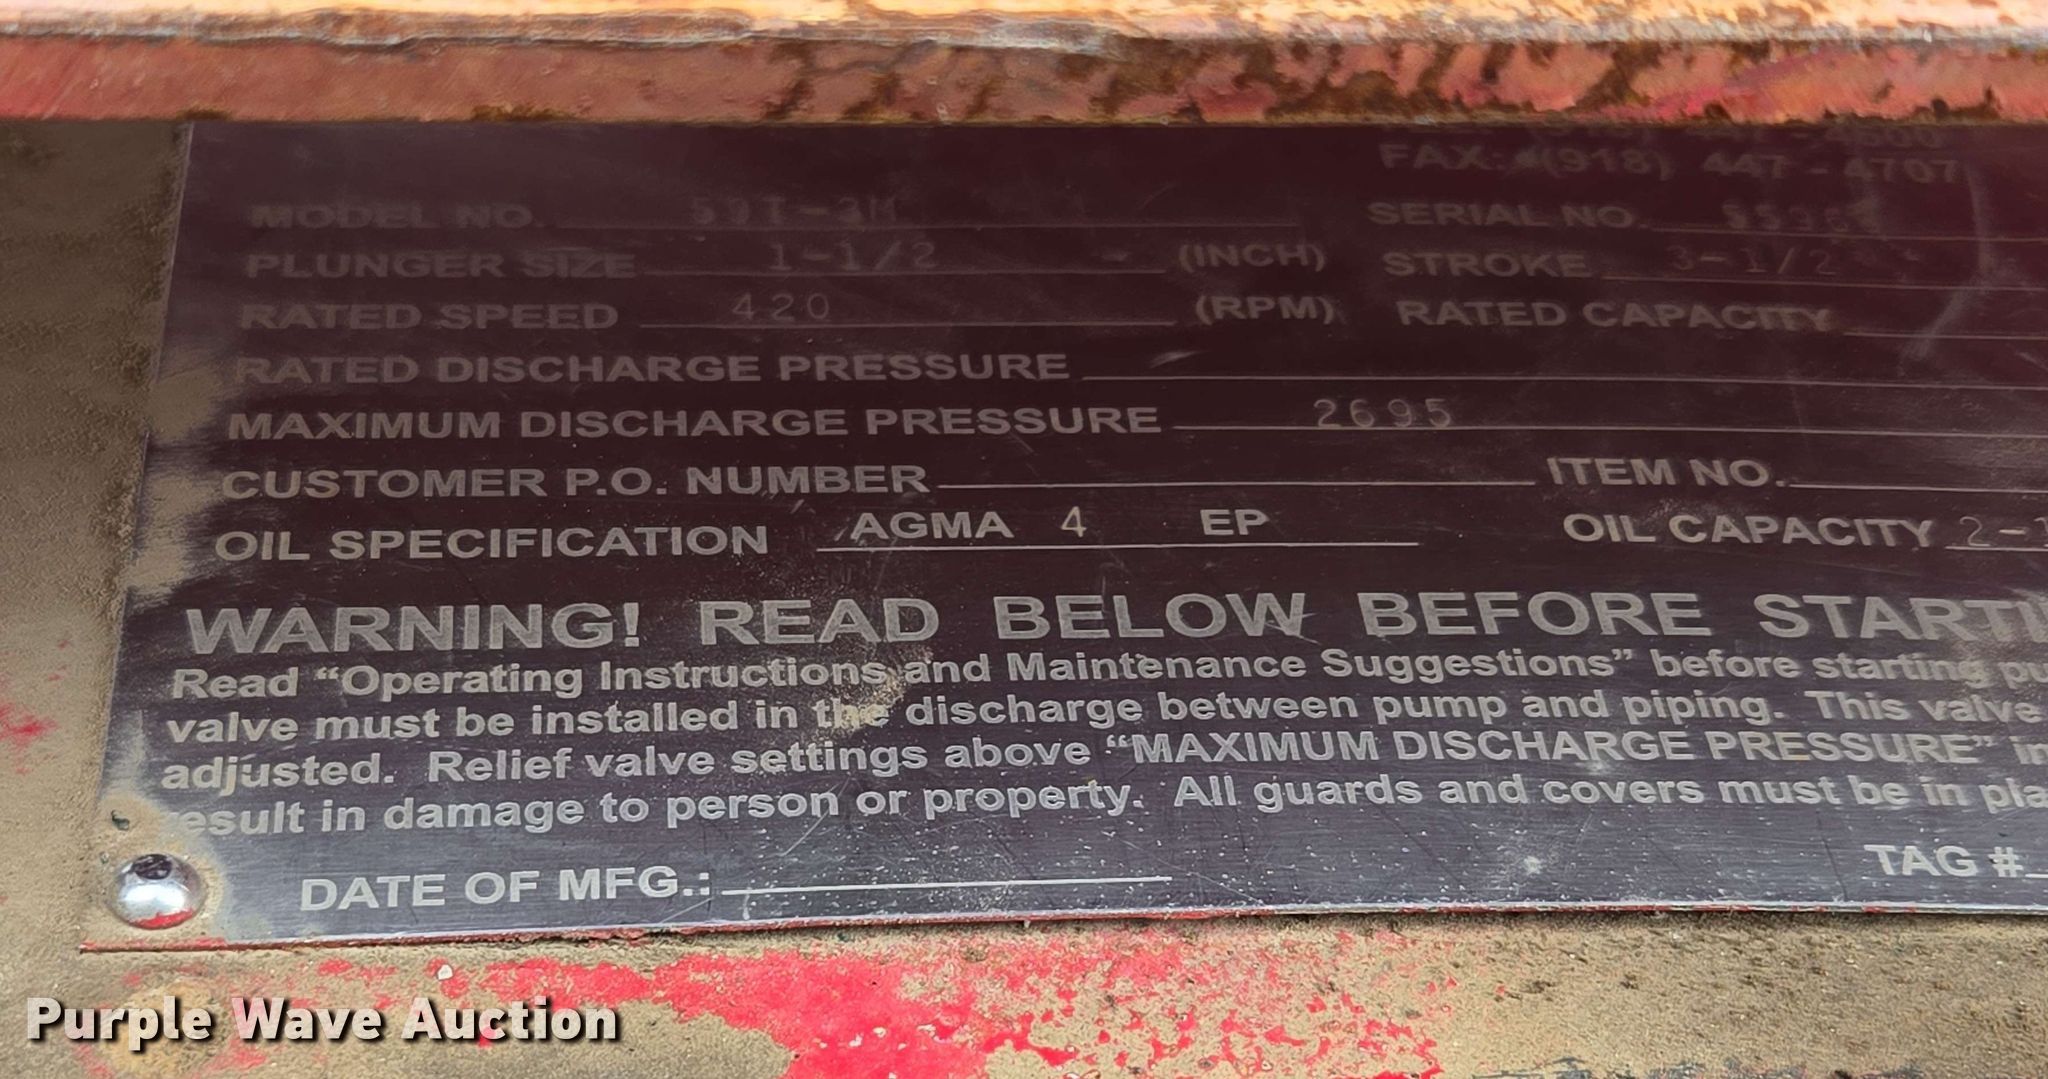 FAX: (918) 447-4707
MODEL NO.
SERIAL NO.
PLUNGER SIZE 1-1/2 (INCH) STROKE 3-1/2
RATED SPEED 420 (RPM) RATED CAPACITY
RATED DISCHARGE PRESSURE
MAXIMUM DISCHARGE PRESSURE 2695
CUSTOMER P.O. NUMBER ITEM NO.
OIL SPECIFICATION AGMA 4 EP OIL CAPACITY 2-
WARNING! READ BELOW BEFORE STARTI
Read “Operating Instructions and Maintenance Suggestions” before starting pu
valve must be installed in the discharge between pump and piping. This valve
adjusted. Relief valve settings above “MAXIMUM DISCHARGE PRESSURE” in
result in damage to person or property. All guards and covers must be in pla
TAG #
DATE OF MFG.:
Purple Wave Auction